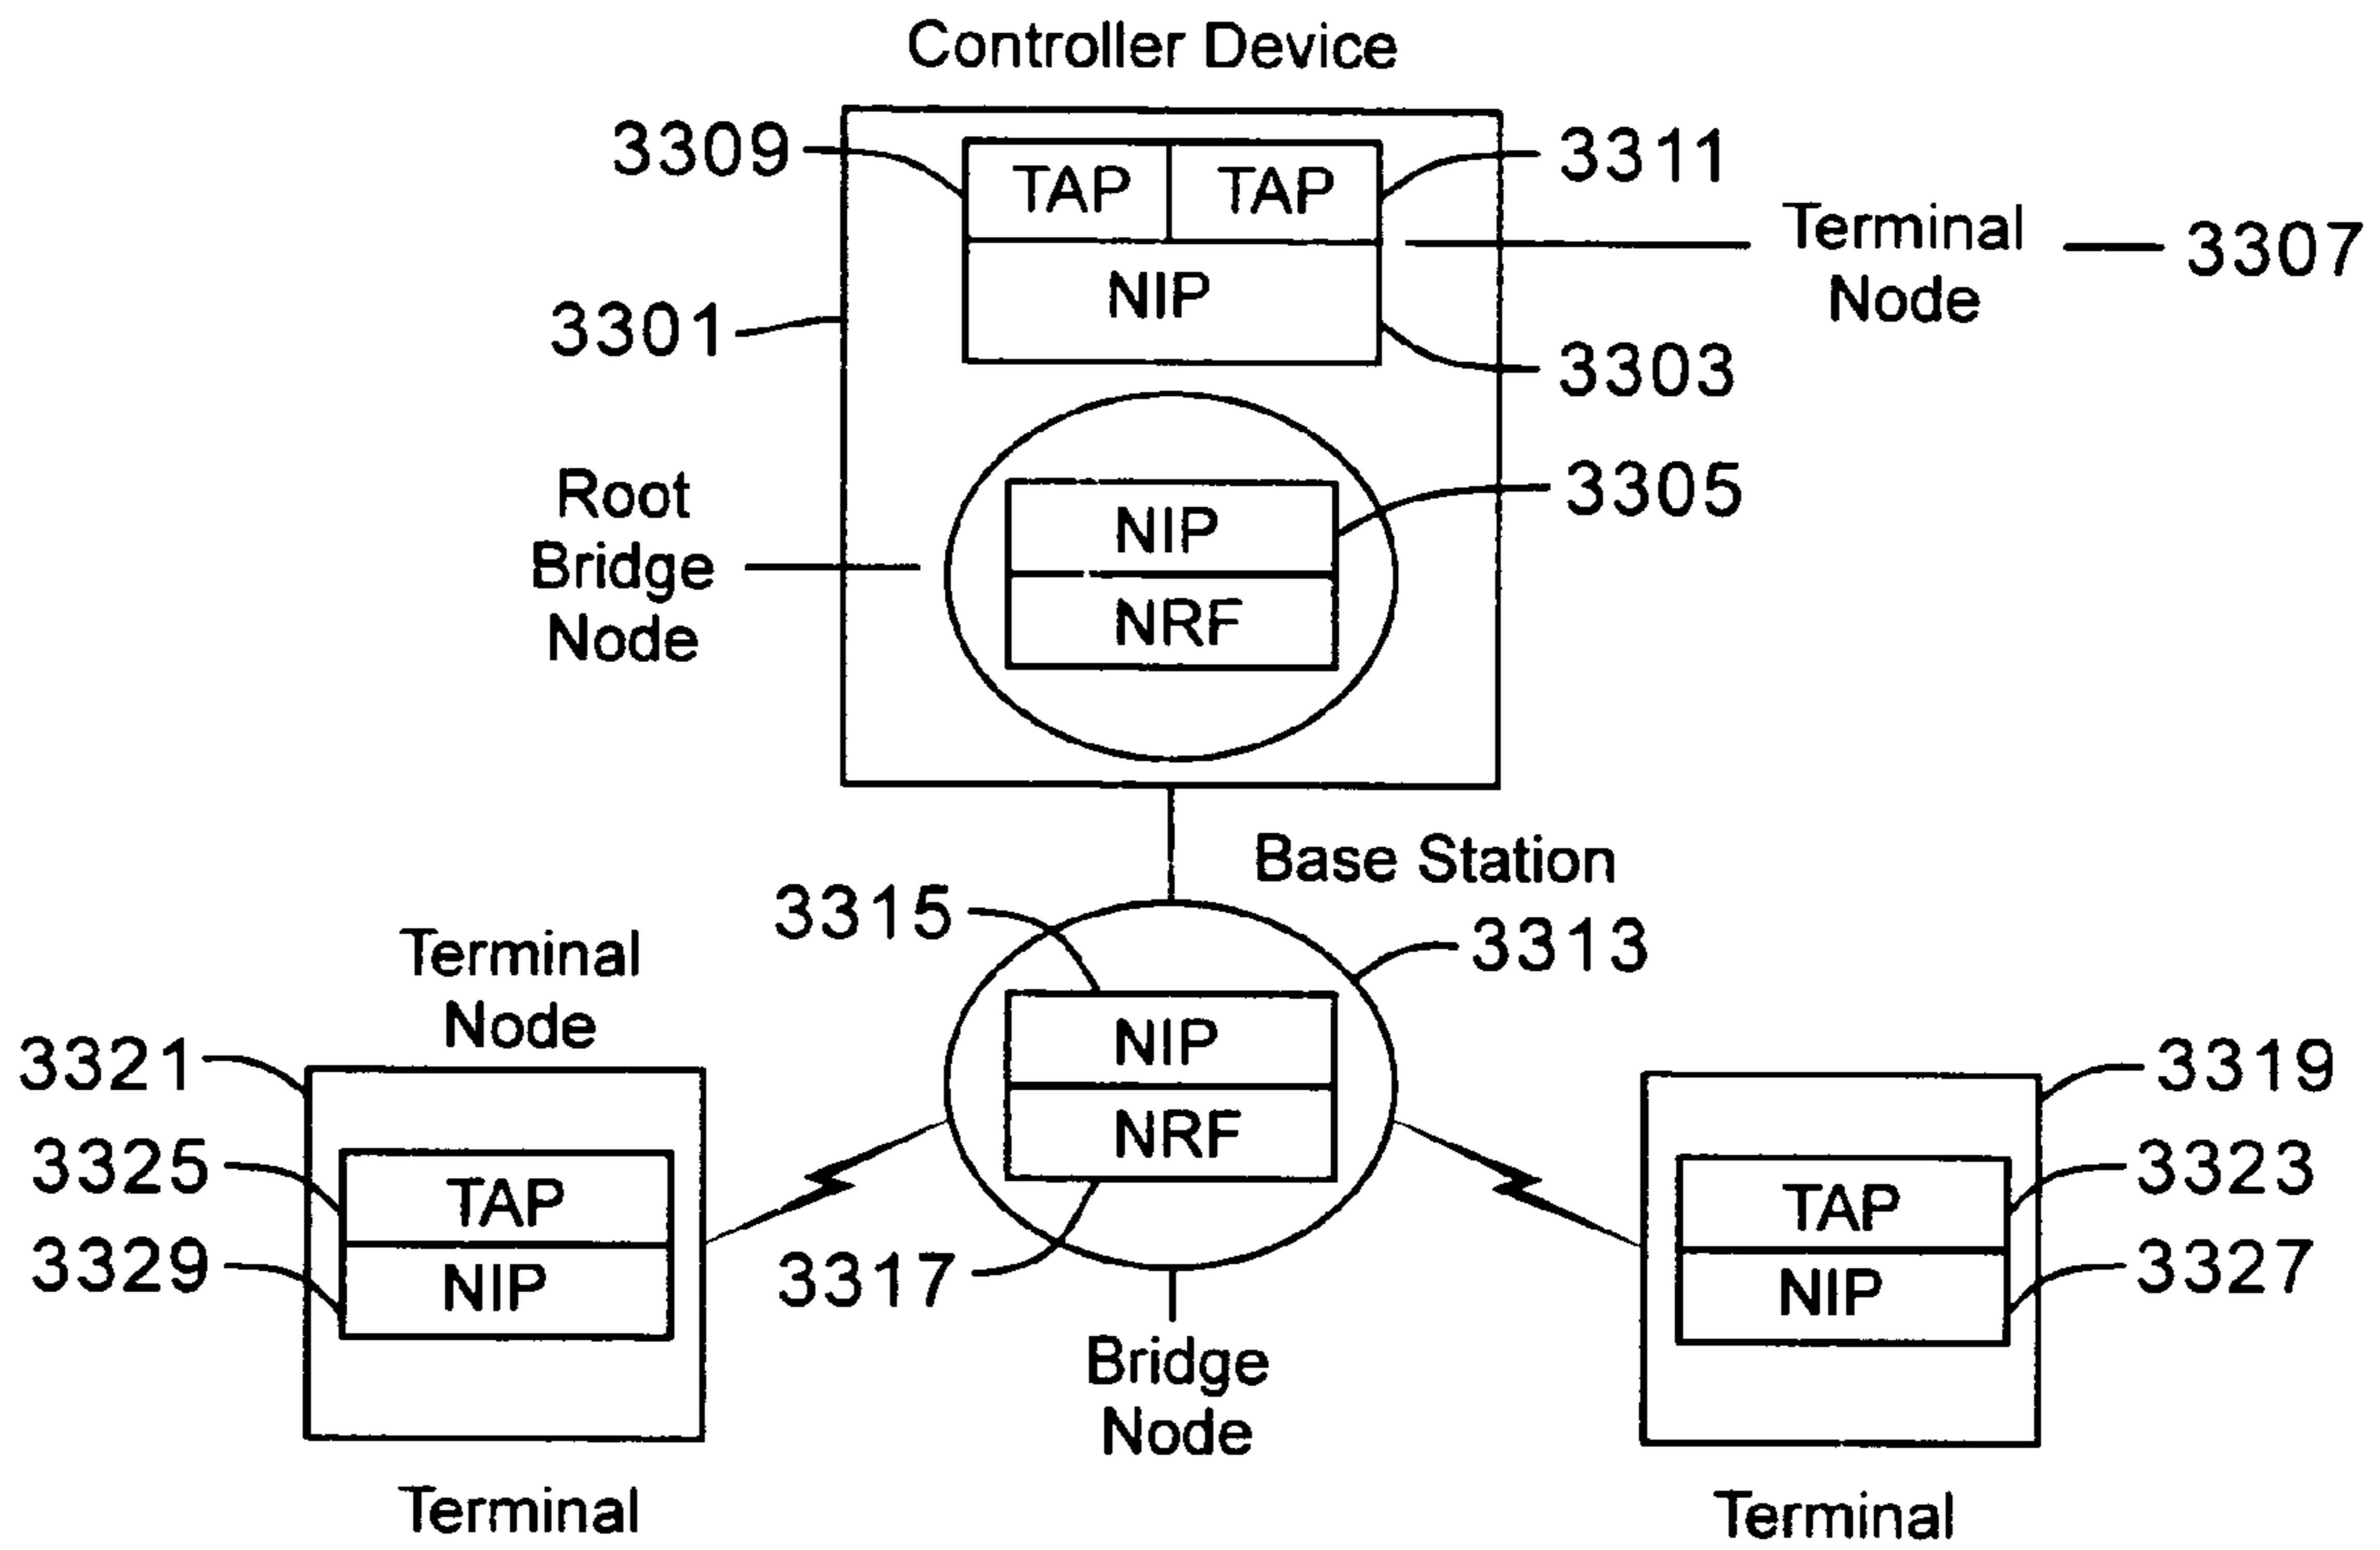 Controller Device
3309
TAP
TAP
3311
Terminal
Node
3307
NIP
3301
3303
Root
Bridge
Node
NIP
NRF
3305
Base Station
3315
3313
NIP
NRF
3317
Bridge
Node
Terminal
Node
3321
3325
TAP
3329
NIP
Terminal
3319
TAP
3323
NIP
3327
Terminal